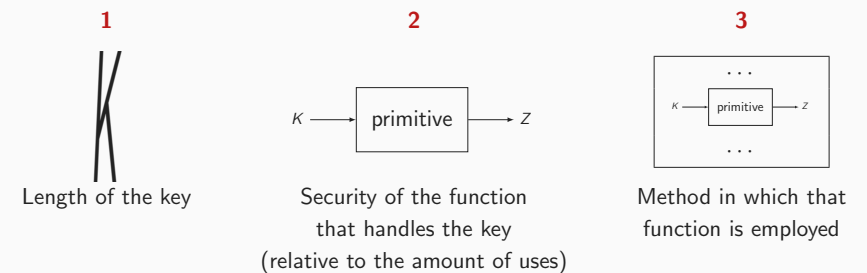 1
K
Length of the key
2
K primitive Z
Security of the function
that handles the key
(relative to the amount of uses)
3
...
K primitive Z
...
Method in which that
function is employed